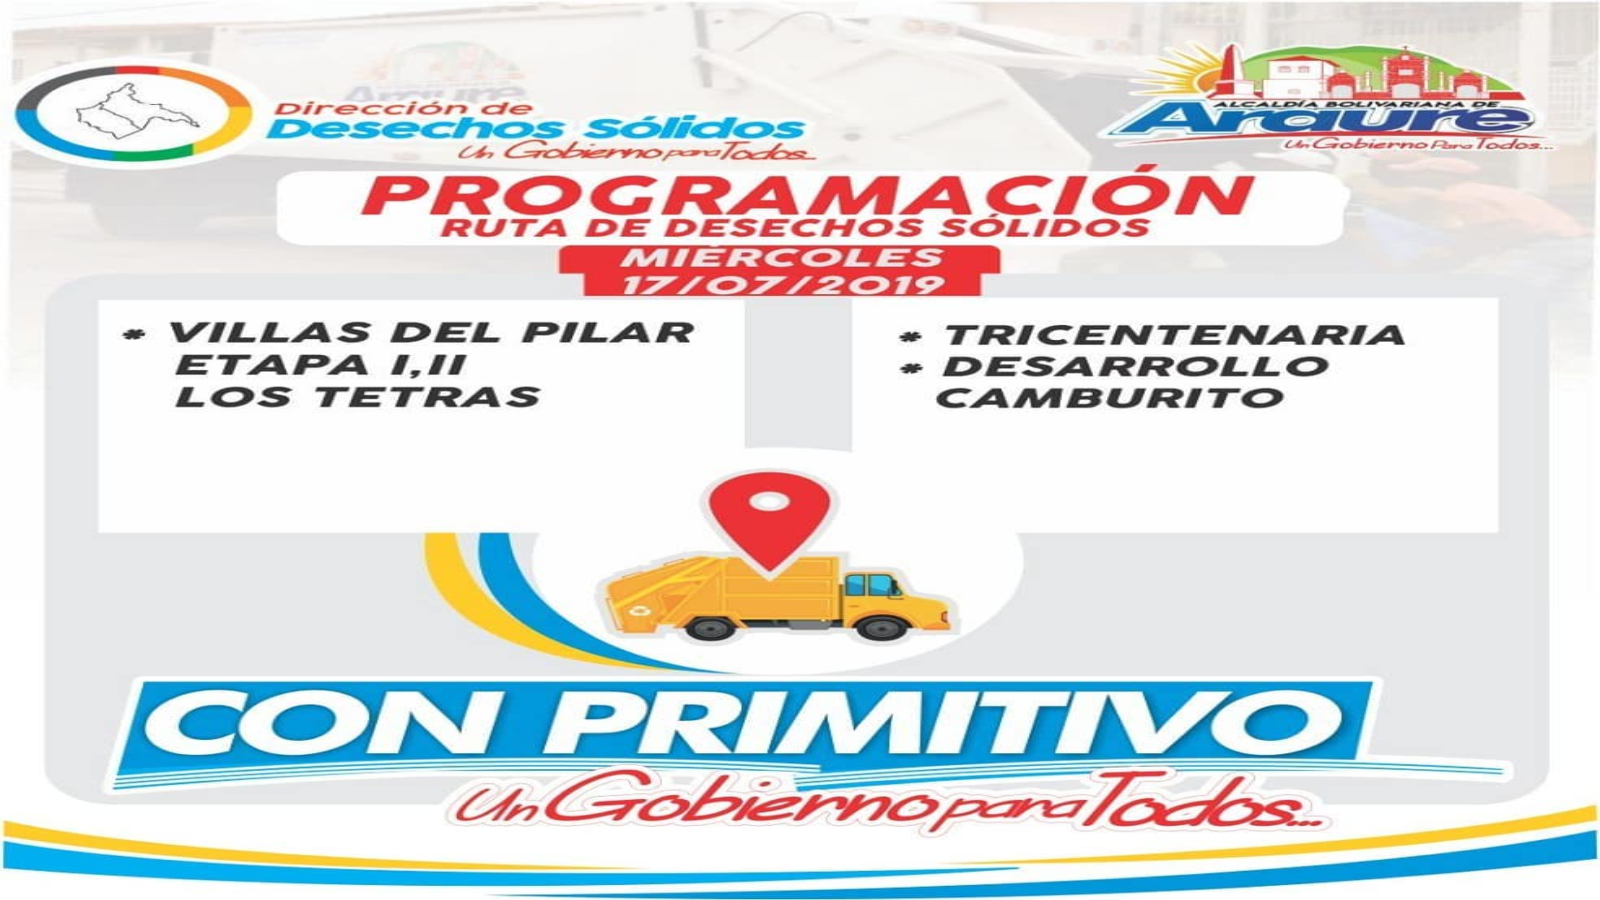 Dirección de
Desechos Sólidos
Un Gobierno para Todos...
ALCALDÍA BOLIVARIANA DE
Araure
Un Gobierno Para Todos...
PROGRAMACIÓN
RUTA DE DESECHOS SÓLIDOS
MIÉRCOLES
17/07/2019
* VILLAS DEL PILAR
ETAPA I,II
LOS TETRAS
* TRICENTENARIA
* DESARROLLO
CAMBURITO
CON PRIMITIVO
Un Gobierno para Todos...